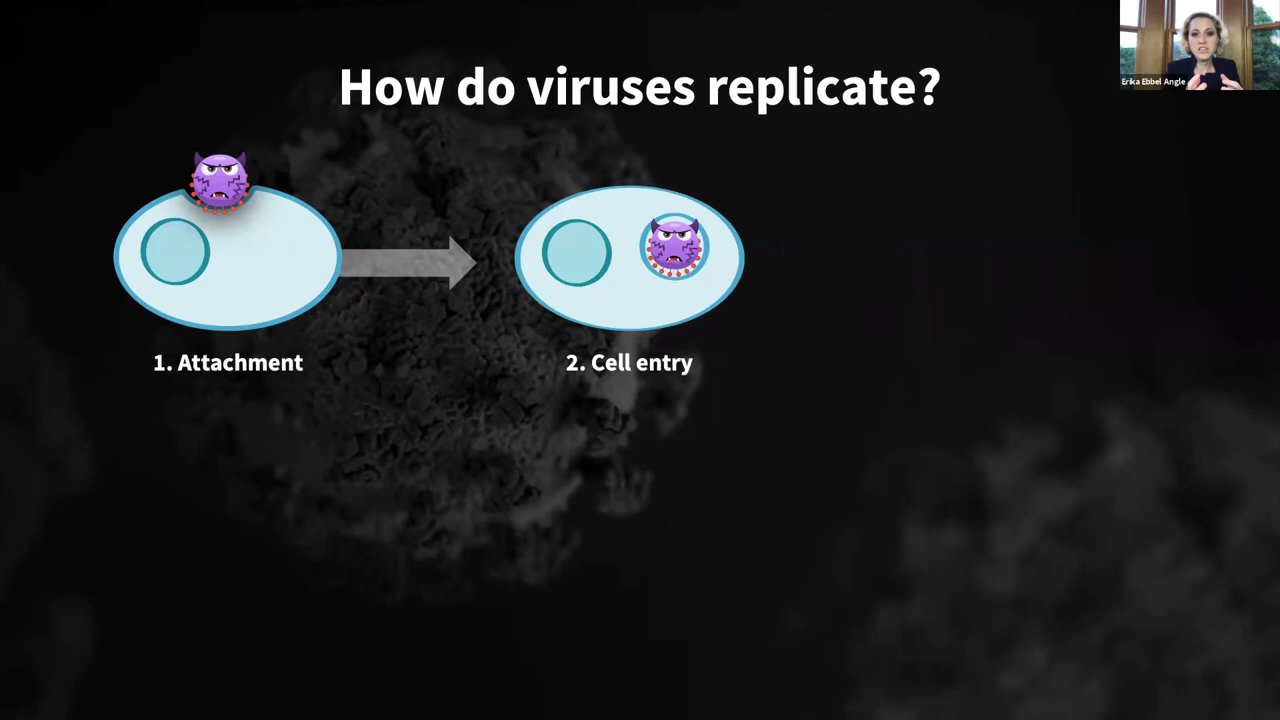 Erika Ebbel Angle
How do viruses replicate?
1. Attachment
2. Cell entry